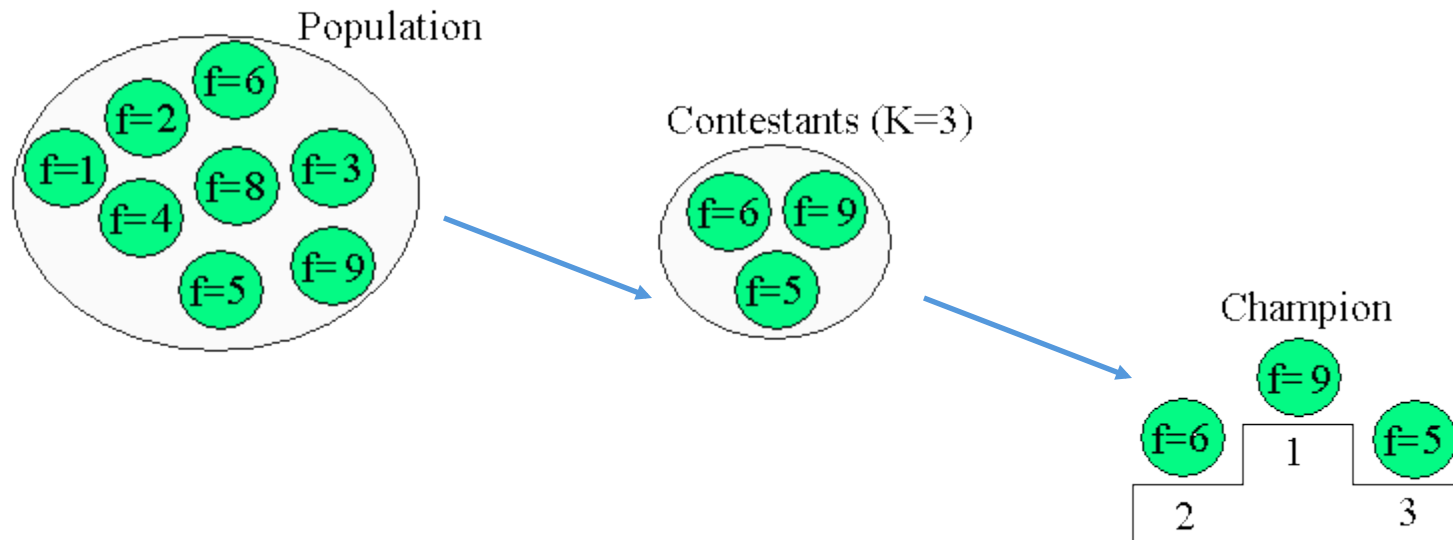 Population
f=6
f=2
f=1
f=8
f=3
f=4
f=9
f=5
Contestants (K=3)
f=6
f=9
f=5
Champion
f=9
f=6
f=5
1
2
3